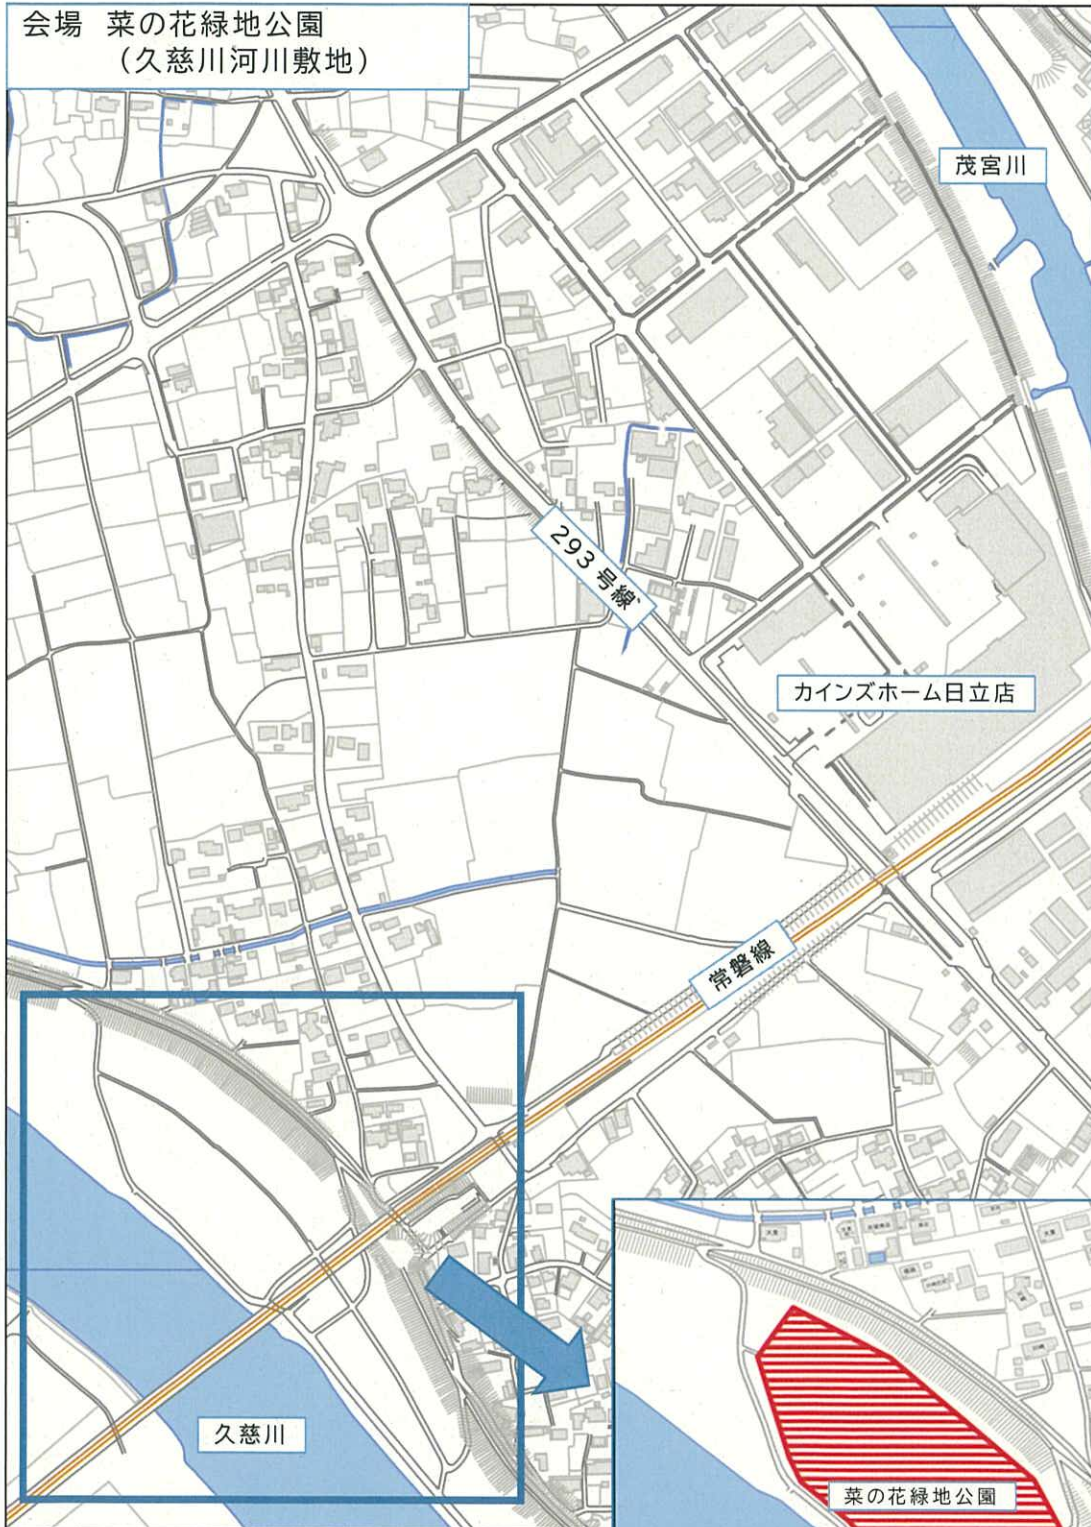 会場 菜の花緑地公園
（久慈川河川敷地）
茂宮川
293号線
カインズホーム日立店
常磐線
久慈川
菜の花緑地公園